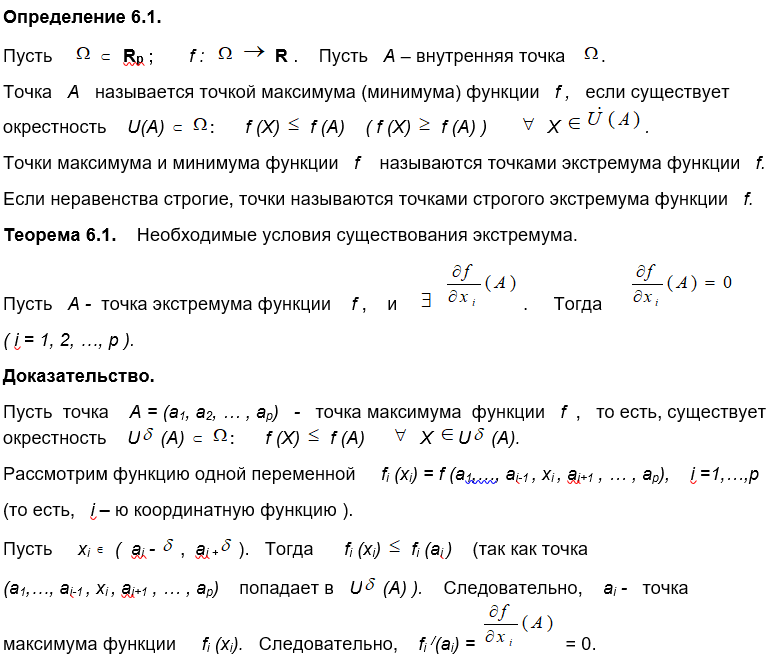 Определение 6.1.
Пусть Ω ⊂ Rp ; f : Ω → R . Пусть A – внутренняя точка Ω.
Точка A называется точкой максимума (минимума) функции f , если существует
окрестность U(A) ⊂ Ω: f (X) ≤ f (A) ( f (X) ≥ f (A) ) ∀ X ∈ U̇ (A) .
Точки максимума и минимума функции f называются точками экстремума функции f.
Если неравенства строгие, точки называются точками строгого экстремума функции f.
Теорема 6.1. Необходимые условия существования экстремума.
Пусть A - точка экстремума функции f , и ∃ ∂f/∂xᵢ (A) . Тогда ∂f/∂xᵢ (A) = 0
( i = 1, 2, …, p ).
Доказательство.
Пусть точка A = (a1, a2, … , ap) - точка максимума функции f , то есть, существует
окрестность Uδ (A) ⊂ Ω: f (X) ≤ f (A) ∀ X ∈ Uδ (A).
Рассмотрим функцию одной переменной fi (xi) = f (a1,…, ai-1 , xi , ai+1 , … , ap), i =1,…,p
(то есть, i – ю координатную функцию ).
Пусть xi ∈ ( ai - δ , ai + δ ). Тогда fi (xi) ≤ fi (ai) (так как точка
(a1,…, ai-1 , xi , ai+1 , … , ap) попадает в Uδ (A) ). Следовательно, ai - точка
максимума функции fi (xi). Следовательно, fi /(ai) = ∂f/∂xᵢ (A) = 0.